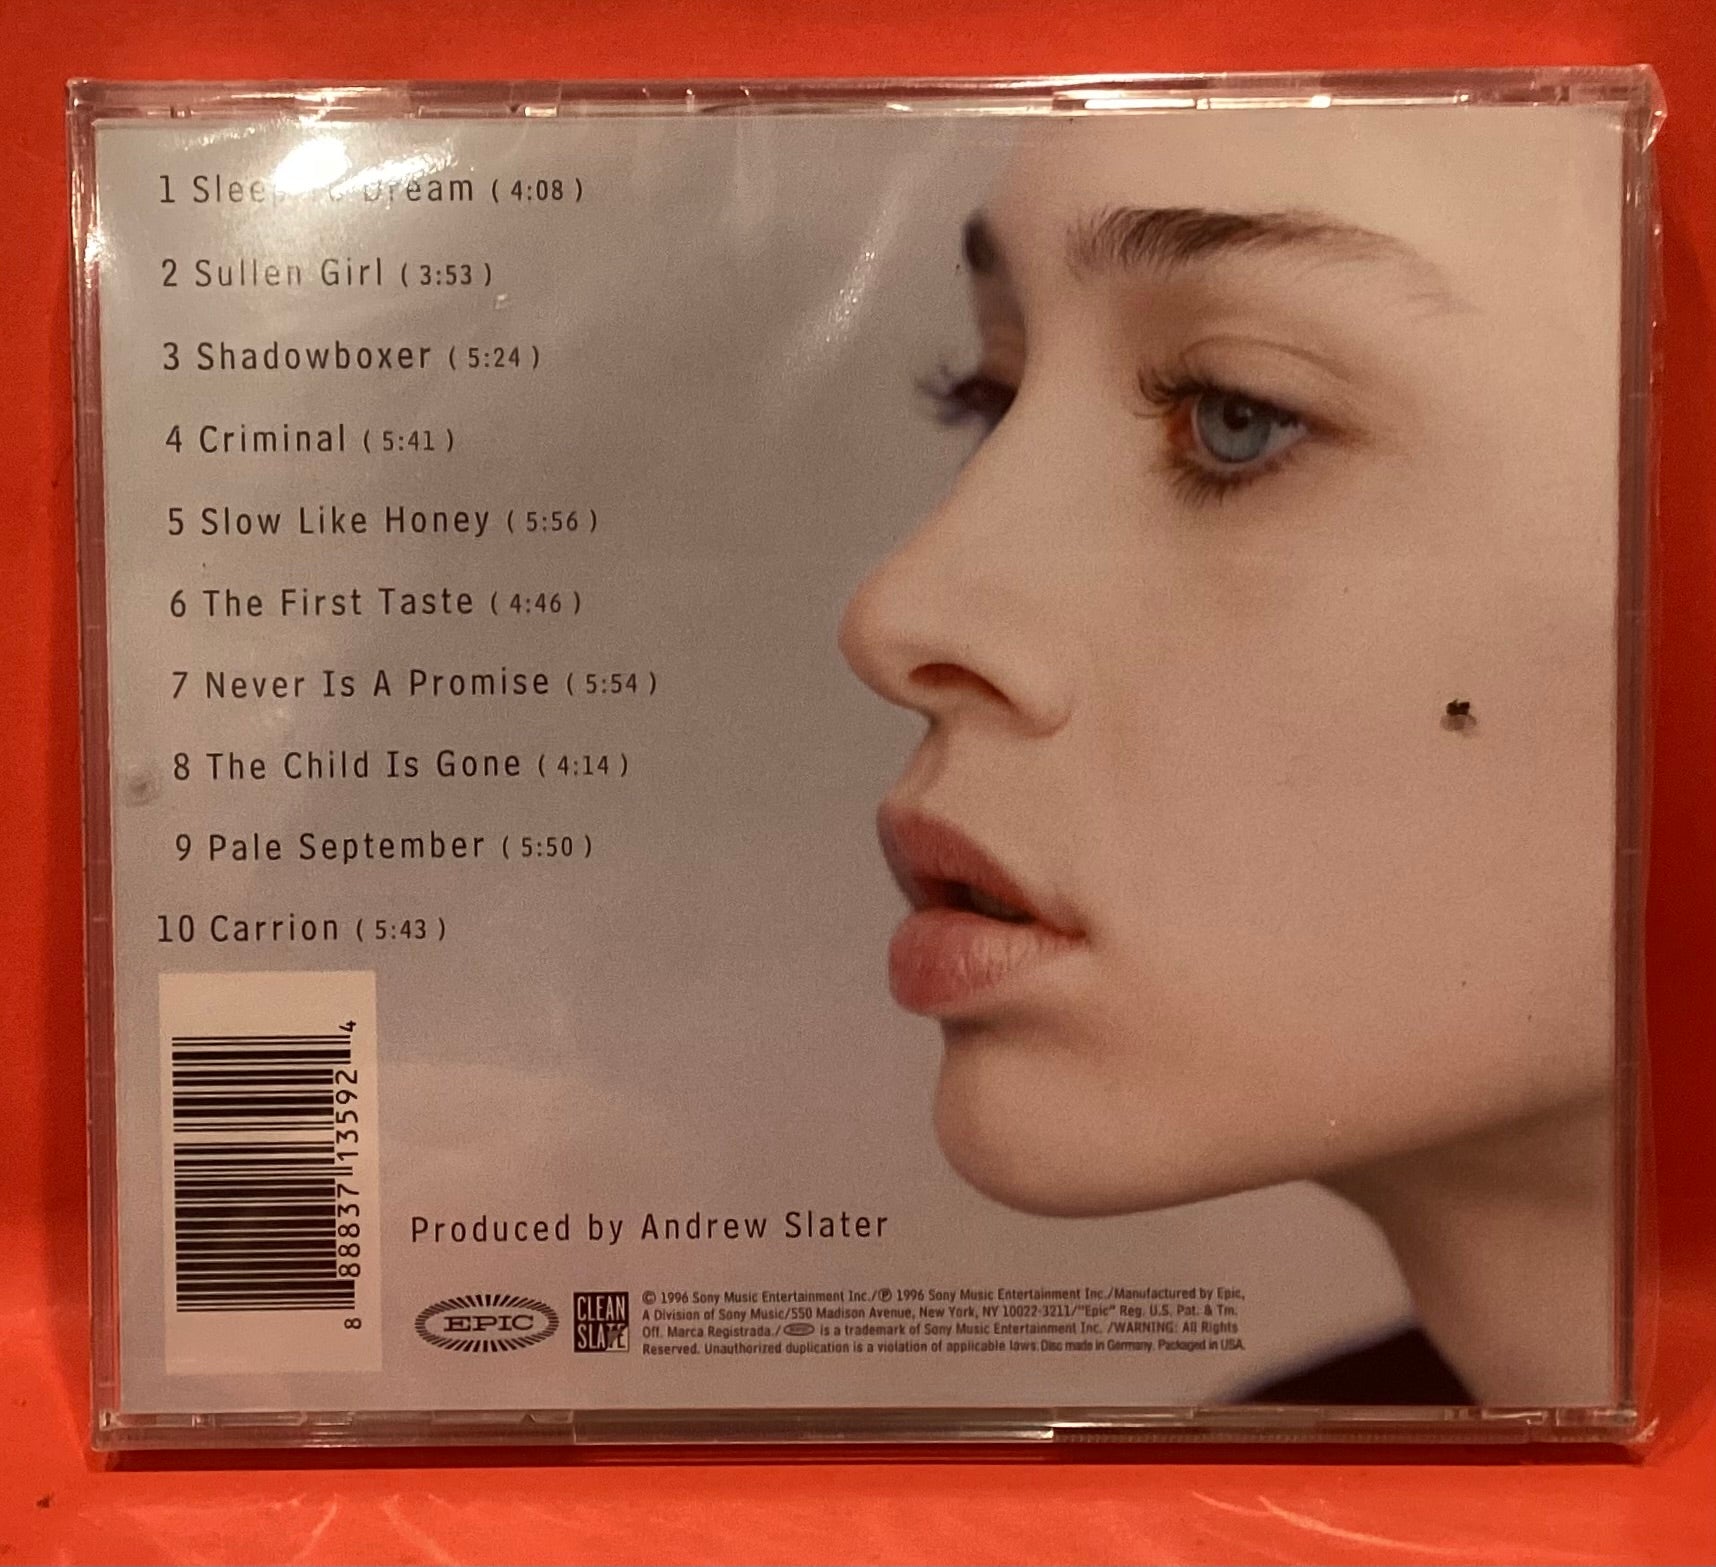 1 Sleep to Dream ( 4:08 )
2 Sullen Girl ( 3:53 )
3 Shadowboxer ( 5:24 )
4 Criminal ( 5:41 )
5 Slow Like Honey ( 5:56 )
6 The First Taste ( 4:46 )
7 Never Is A Promise ( 5:54 )
8 The Child Is Gone ( 4:14 )
9 Pale September ( 5:50 )
10 Carrion ( 5:43 )
8 88837 13592 4
Produced by Andrew Slater
EPIC
CLEAN
SLATE
© 1996 Sony Music Entertainment Inc./℗ 1996 Sony Music Entertainment Inc./Manufactured by Epic,
A Division of Sony Music/550 Madison Avenue, New York, NY 10022-3211/"Epic" Reg. U.S. Pat. & Tm.
Off. Marca Registrada./ is a trademark of Sony Music Entertainment Inc. /WARNING: All Rights
Reserved. Unauthorized duplication is a violation of applicable laws. Disc made in Germany. Packaged in USA.